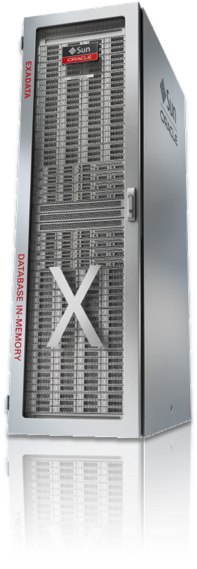 Sun
ORACLE
Sun
ORACLE
EXADATA
DATABASE IN-MEMORY
X